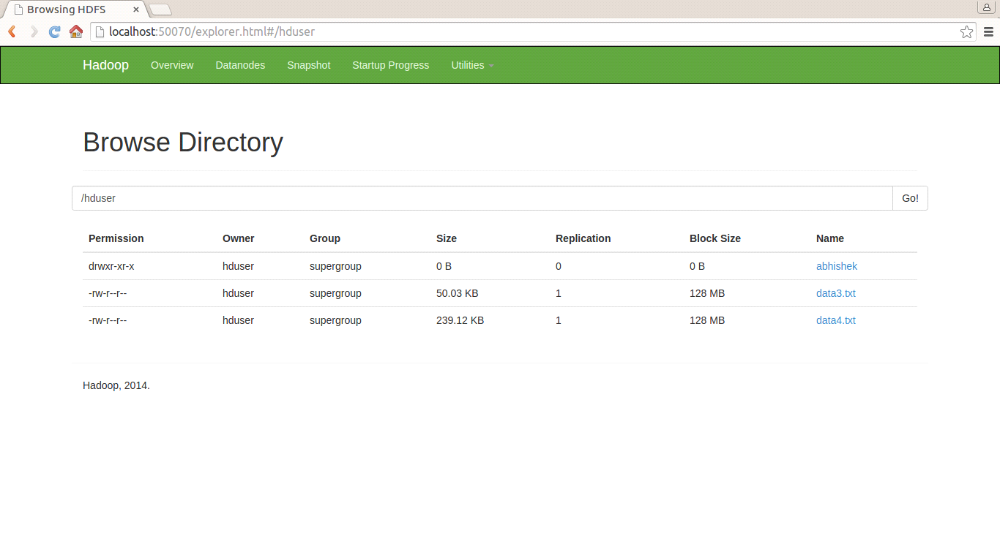 Browsing HDFS
localhost:50070/explorer.html#/hduser
Hadoop Overview Datanodes Snapshot Startup Progress Utilities
Browse Directory
/hduser Go!
Permission Owner Group Size Replication Block Size Name
drwxr-xr-x hduser supergroup 0 B 0 0 B abhishek
-rw-r--r-- hduser supergroup 50.03 KB 1 128 MB data3.txt
-rw-r--r-- hduser supergroup 239.12 KB 1 128 MB data4.txt
Hadoop, 2014.